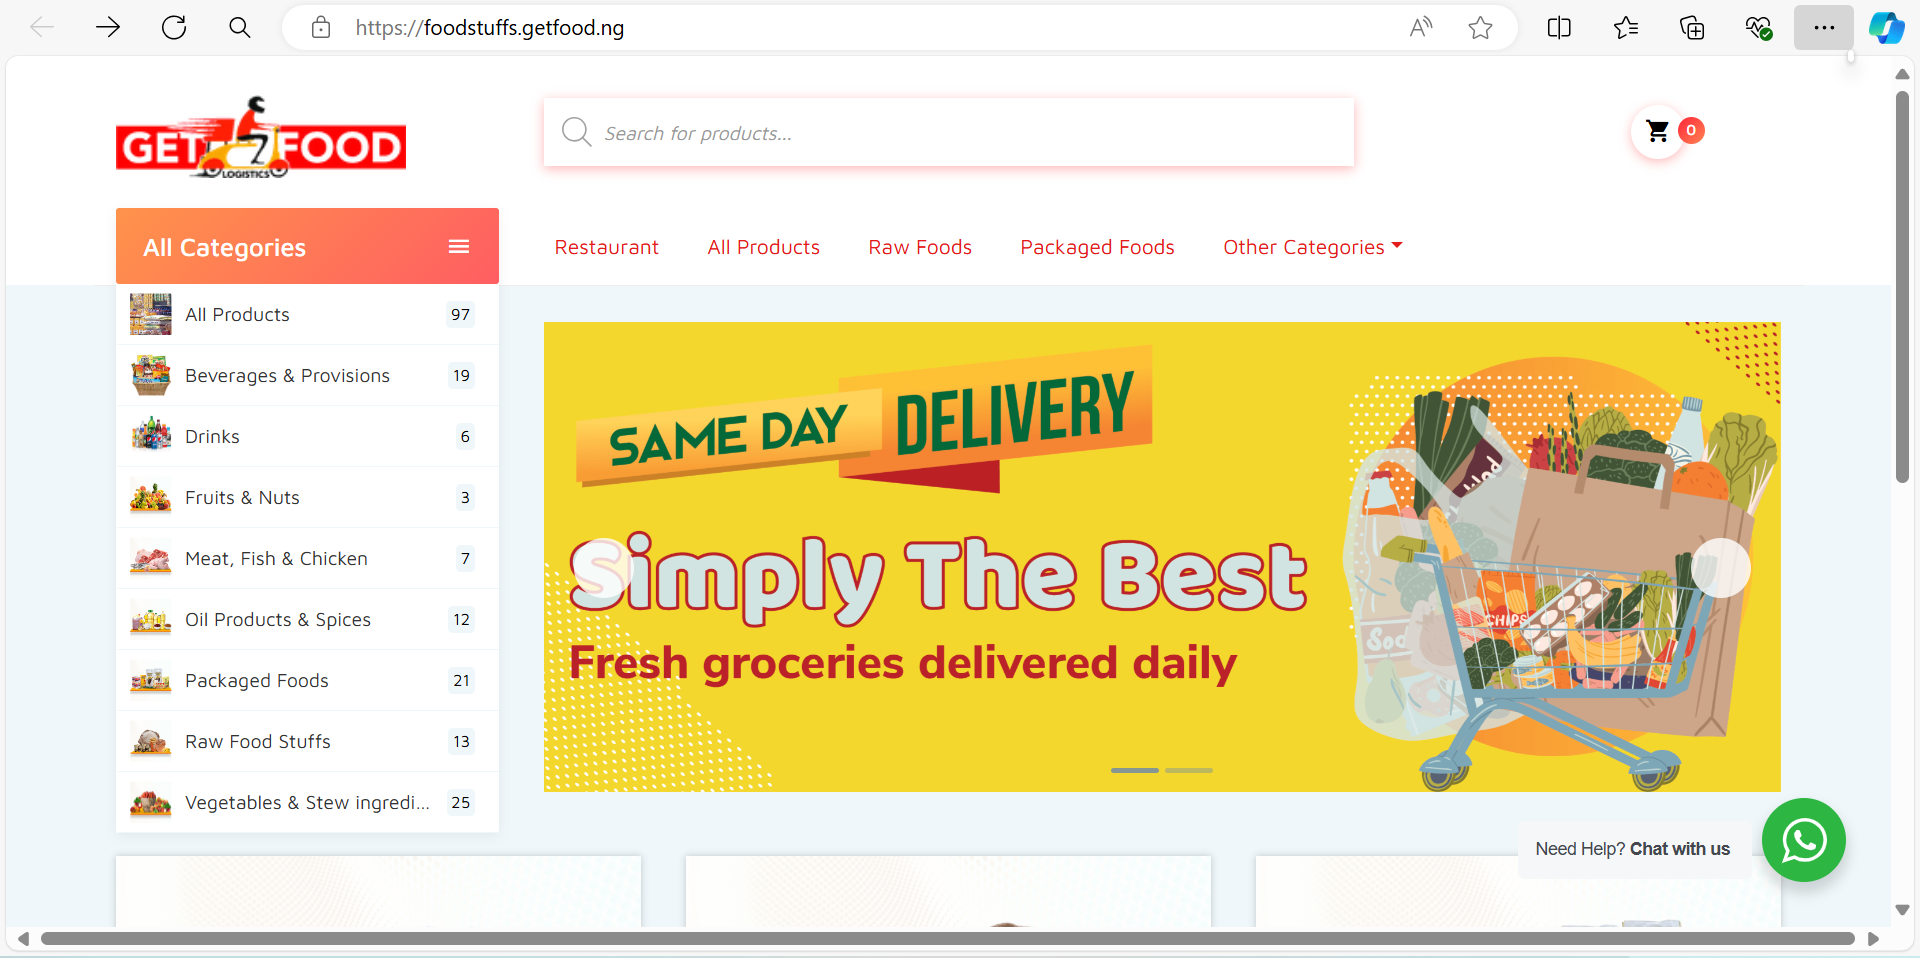 https://foodstuffs.getfood.ng
GET FOOD
LOGISTICS
Search for products...
0
All Categories
Restaurant
All Products
Raw Foods
Packaged Foods
Other Categories
All Products 97
Beverages & Provisions 19
Drinks 6
Fruits & Nuts 3
Meat, Fish & Chicken 7
Oil Products & Spices 12
Packaged Foods 21
Raw Food Stuffs 13
Vegetables & Stew ingredi... 25
SAME DAY DELIVERY
Simply The Best
Fresh groceries delivered daily
CHIPS
Need Help? Chat with us